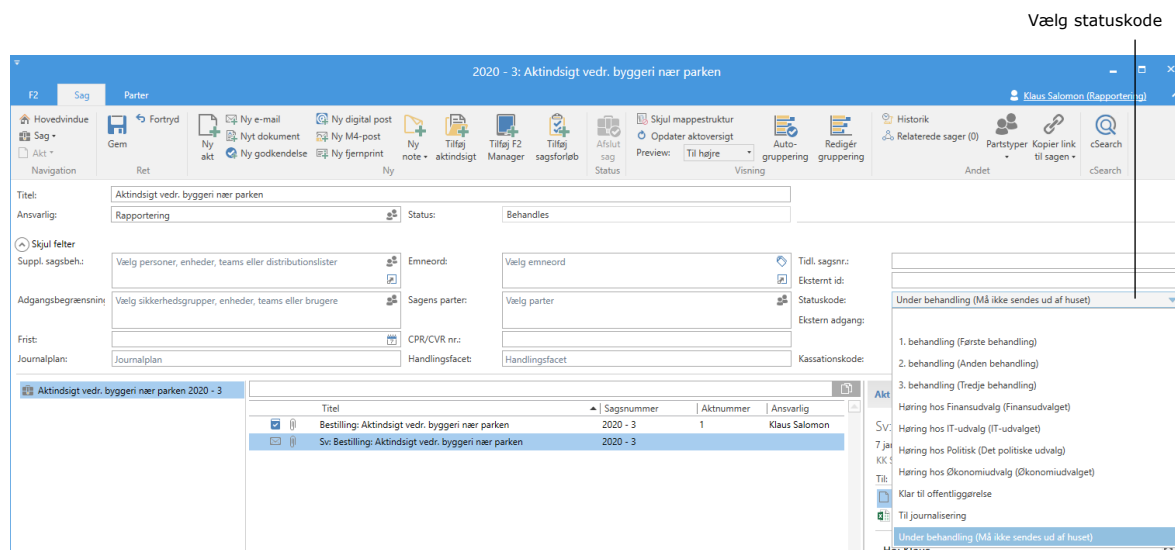 Vælg statuskode
2020 - 3: Aktindsigt vedr. byggeri nær parken
F2 Sag Parter Klaus Salomon (Rapportering)
Hovedvindue
Sag
Akt
Navigation
Gem
Fortryd
Ret
Ny akt
Ny e-mail
Nyt dokument
Ny godkendelse
Ny digital post
Ny M4-post
Ny fjernprint
Ny note
Tilføj aktindsigt
Tilføj F2 Manager
Tilføj sagsforløb
Ny
Afslut sag
Status
Skjul mappestruktur
Opdater aktoversigt
Preview: Til højre
Auto-gruppering
Redigér gruppering
Visning
Historik
Relaterede sager (0)
Partstyper
Kopier link til sagen
Andet
cSearch
cSearch
Titel: Aktindsigt vedr. byggeri nær parken
Ansvarlig: Rapportering Status: Behandles
Skjul felter
Suppl. sagsbeh.: Vælg personer, enheder, teams eller distributionslister Emneord: Vælg emneord Tidl. sagsnr.:
Eksternt id:
Adgangsbegrænsning Vælg sikkerhedsgrupper, enheder, teams eller brugere Sagens parter: Vælg parter Statuskode: Under behandling (Må ikke sendes ud af huset)
Ekstern adgang:
Frist: CPR/CVR nr.:
Journalplan: Journalplan Handlingsfacet: Handlingsfacet Kassationskode:
1. behandling (Første behandling)
2. behandling (Anden behandling)
3. behandling (Tredje behandling)
Høring hos Finansudvalg (Finansudvalget)
Høring hos IT-udvalg (IT-udvalget)
Høring hos Politisk (Det politiske udvalg)
Høring hos Økonomiudvalg (Økonomiudvalget)
Klar til offentliggørelse
Til journalisering
Under behandling (Må ikke sendes ud af huset)
Aktindsigt vedr. byggeri nær parken 2020 - 3
Titel Sagsnummer Aktnummer Ansvarlig
Bestilling: Aktindsigt vedr. byggeri nær parken 2020 - 3 1 Klaus Salomon
Sv: Bestilling: Aktindsigt vedr. byggeri nær parken 2020 - 3
Akt
Sv:
7 jan
Til: